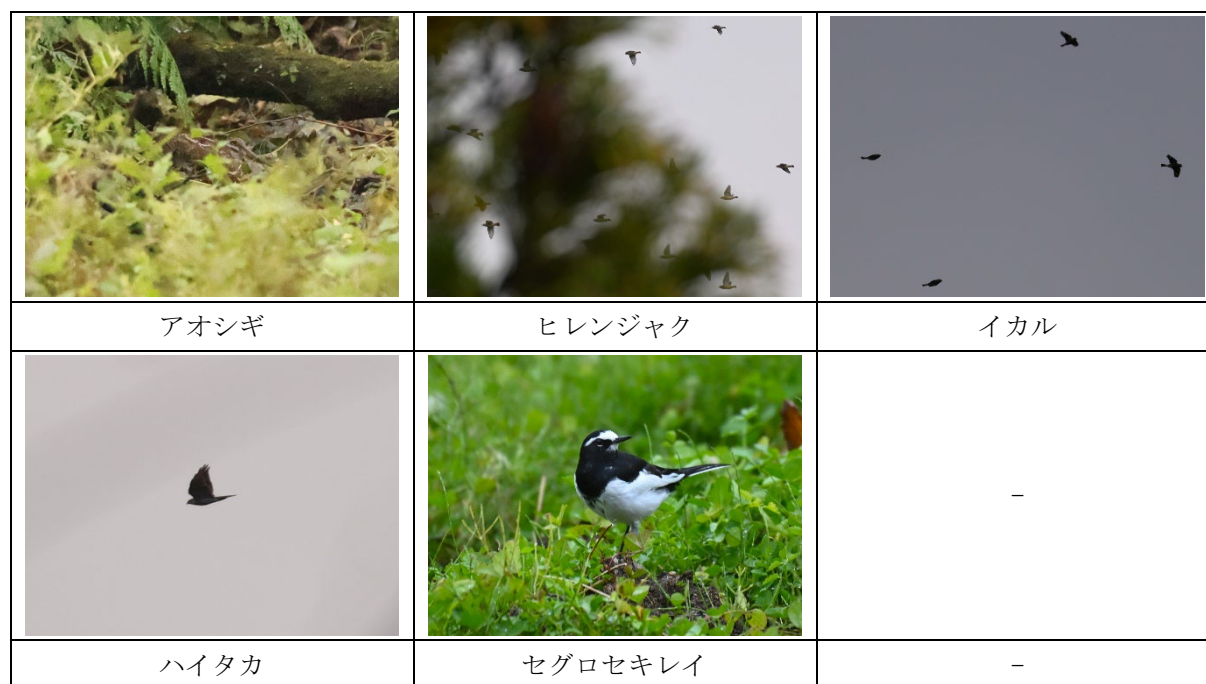 アオシギ
ヒレンジャク
イカル
–
ハイタカ
セグロセキレイ
–